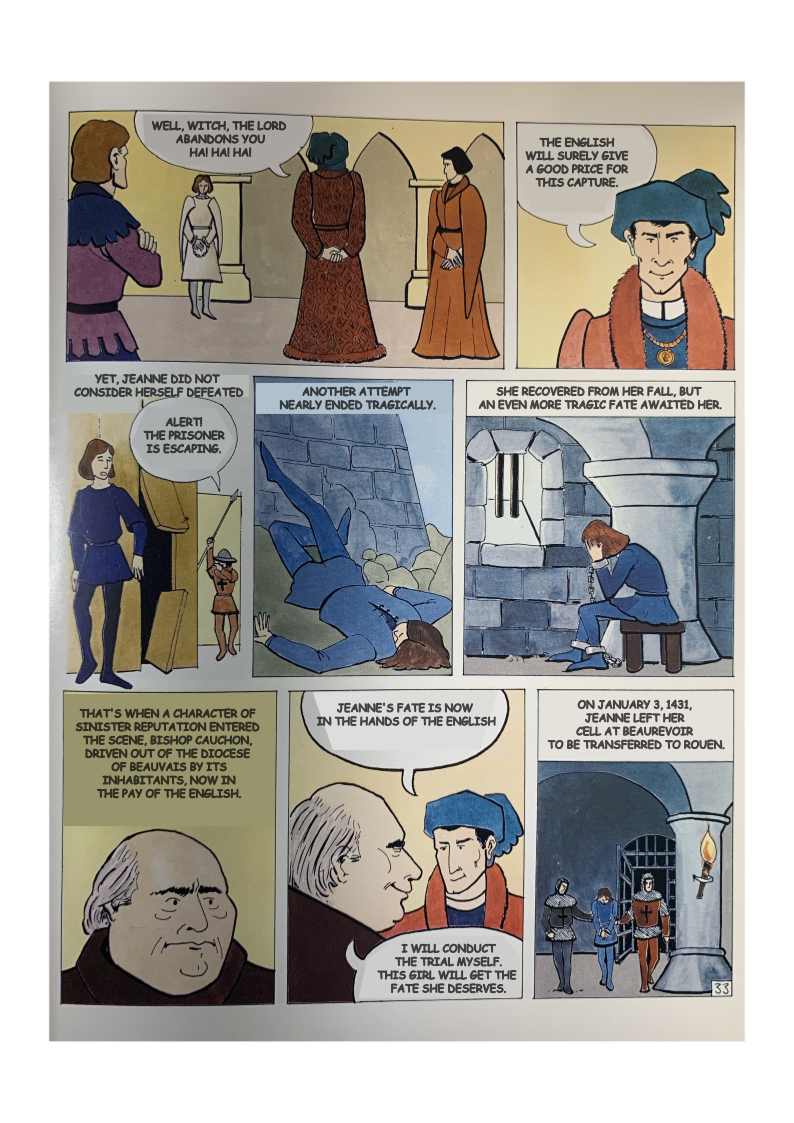 WELL, WITCH, THE LORD
ABANDONS YOU
HA! HA! HA!
THE ENGLISH
WILL SURELY GIVE
A GOOD PRICE FOR
THIS CAPTURE.
YET, JEANNE DID NOT
CONSIDER HERSELF DEFEATED
ALERT!
THE PRISONER
IS ESCAPING.
ANOTHER ATTEMPT
NEARLY ENDED TRAGICALLY.
SHE RECOVERED FROM HER FALL, BUT
AN EVEN MORE TRAGIC FATE AWAITED HER.
THAT'S WHEN A CHARACTER OF
SINISTER REPUTATION ENTERED
THE SCENE, BISHOP CAUCHON,
DRIVEN OUT OF THE DIOCESE
OF BEAUVAIS BY ITS
INHABITANTS, NOW IN
THE PAY OF THE ENGLISH.
JEANNE'S FATE IS NOW
IN THE HANDS OF THE ENGLISH
I WILL CONDUCT
THE TRIAL MYSELF.
THIS GIRL WILL GET THE
FATE SHE DESERVES.
ON JANUARY 3, 1431,
JEANNE LEFT HER
CELL AT BEAUREVOIR
TO BE TRANSFERRED TO ROUEN.
33